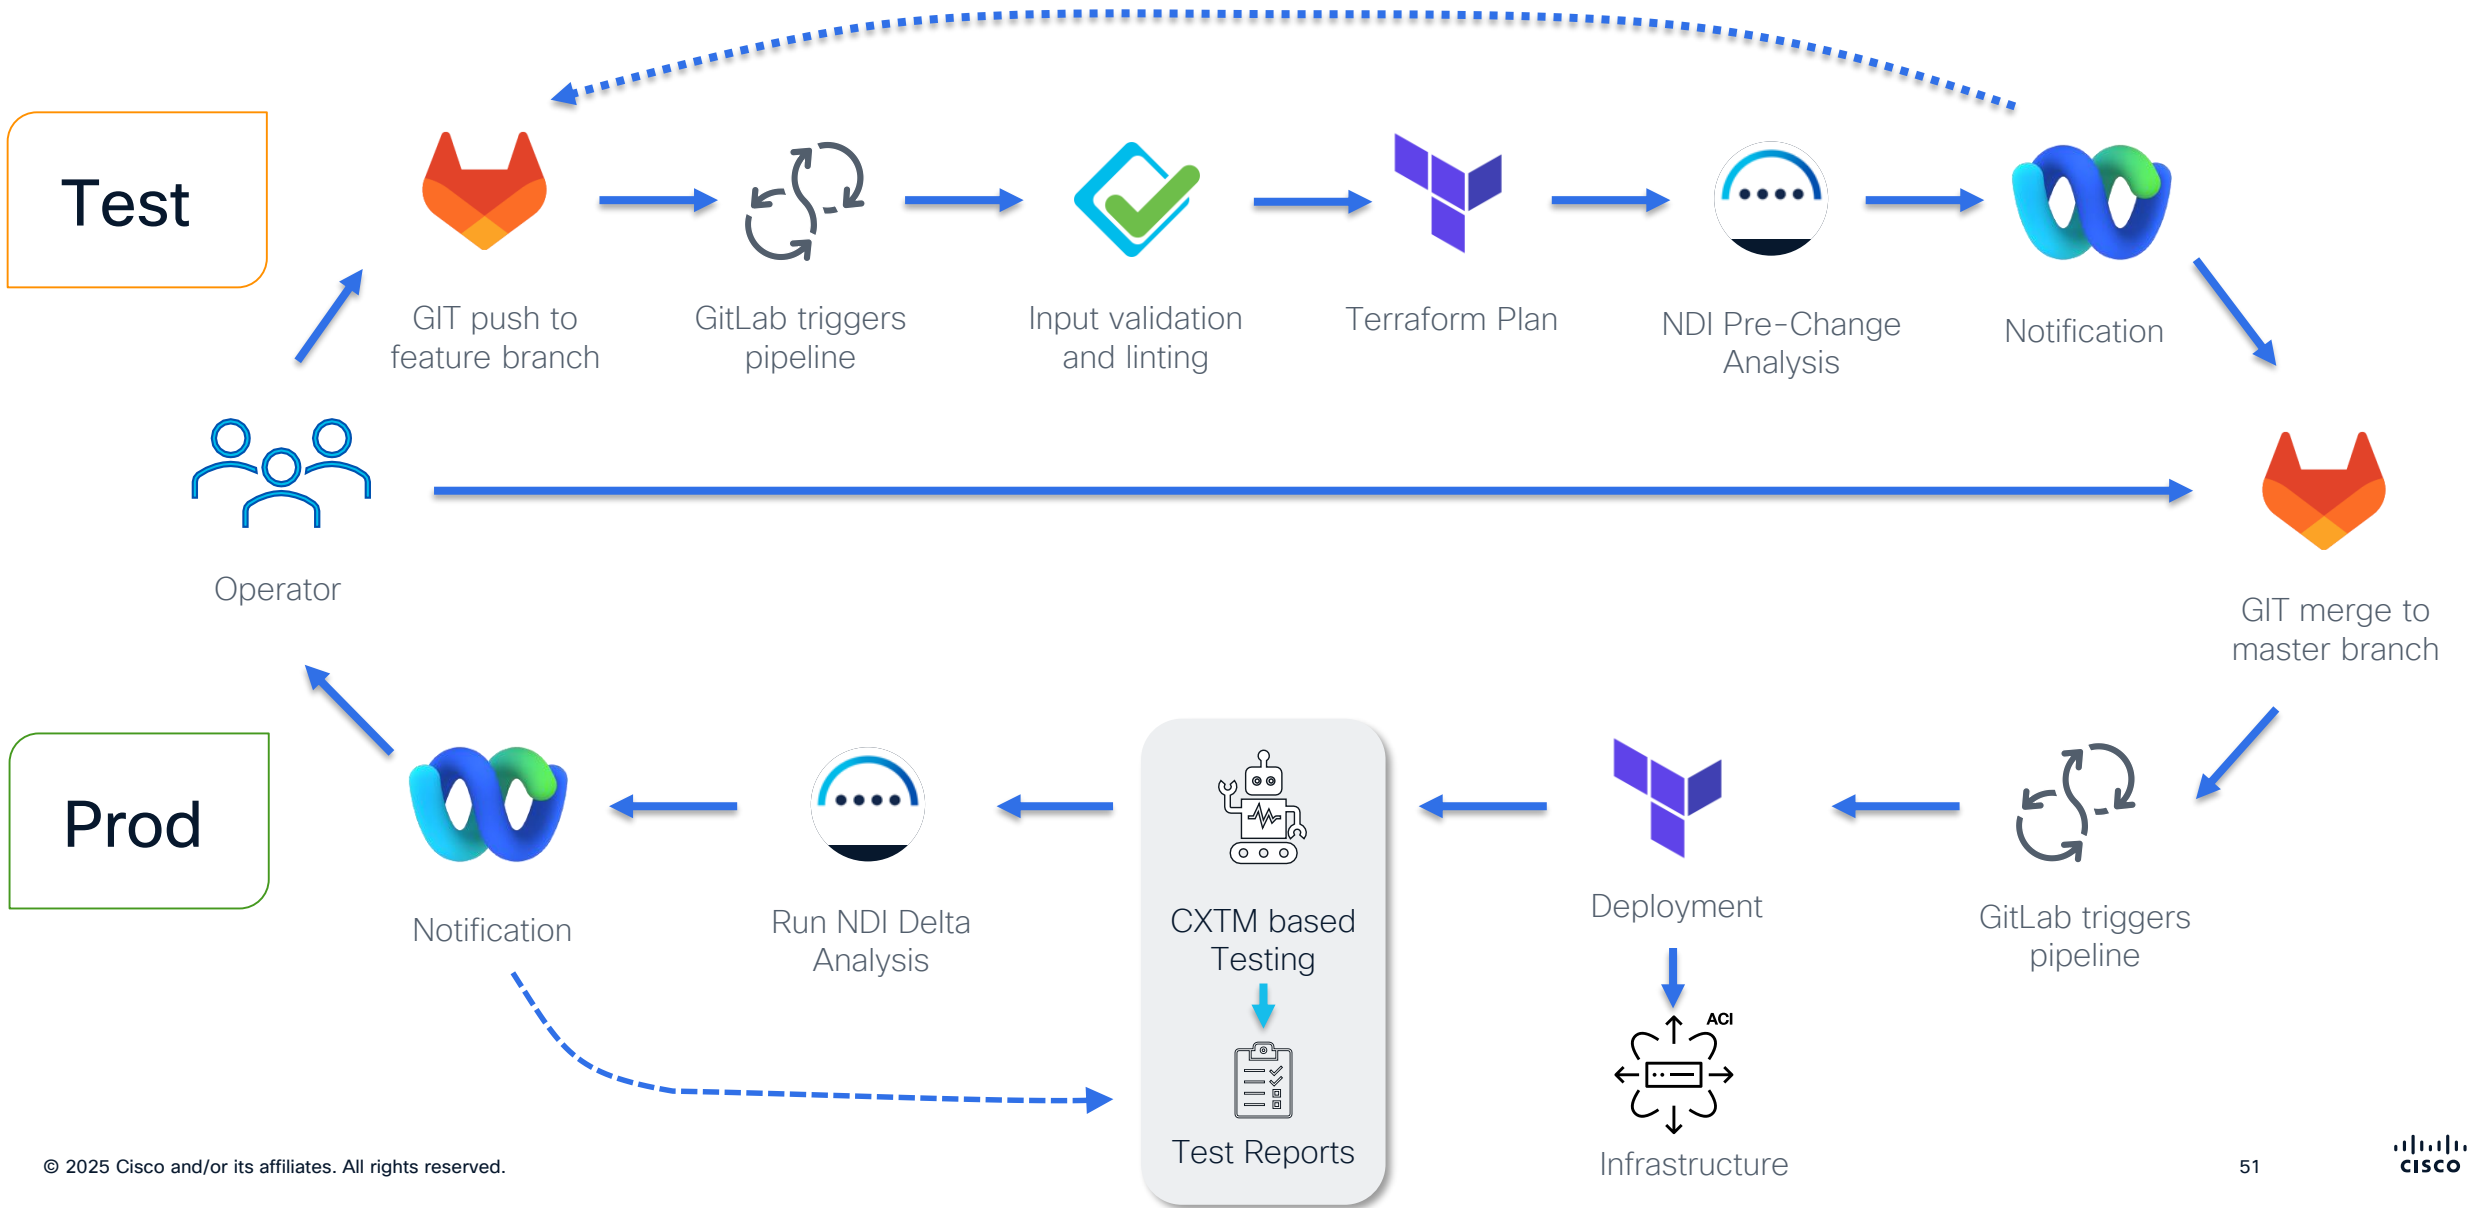 Test
GIT push to
feature branch
GitLab triggers
pipeline
Input validation
and linting
Terraform Plan
NDI Pre-Change
Analysis
Notification
Operator
GIT merge to
master branch
Prod
Notification
Run NDI Delta
Analysis
CXTM based
Testing
Test Reports
Deployment
ACI
Infrastructure
GitLab triggers
pipeline
© 2025 Cisco and/or its affiliates. All rights reserved.
51
CISCO